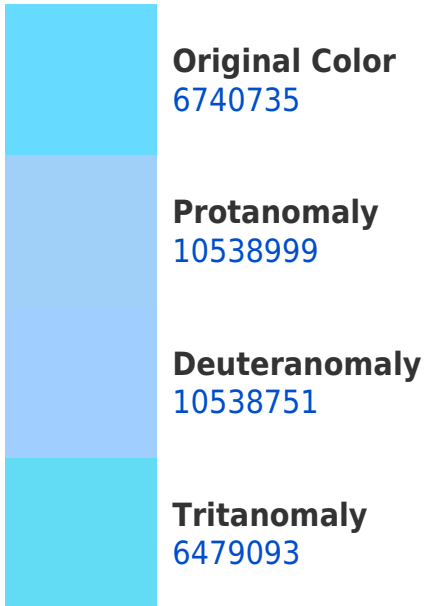 Original Color
6740735
Protanomaly
10538999
Deuteranomaly
10538751
Tritanomaly
6479093